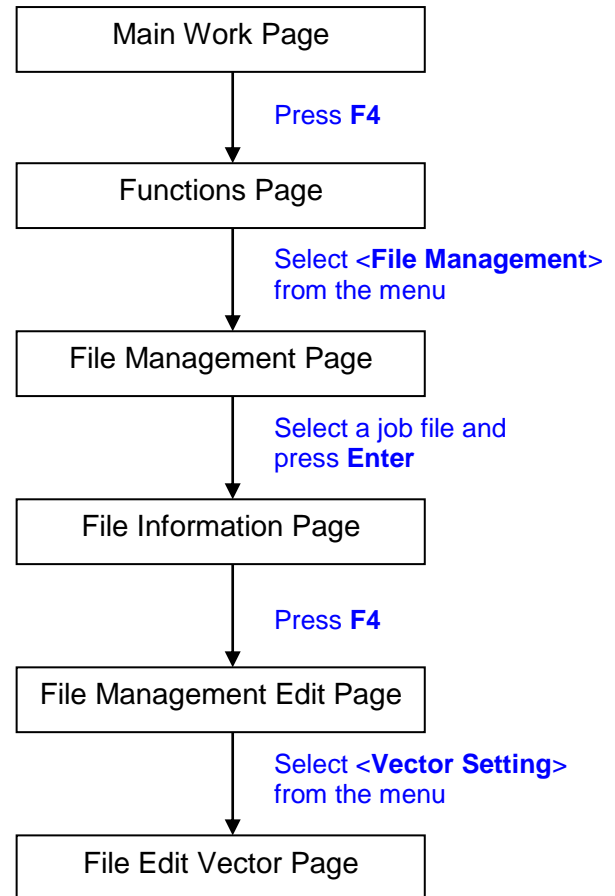 Main Work Page
Press F4
Functions Page
Select <File Management>
from the menu
File Management Page
Select a job file and
press Enter
File Information Page
Press F4
File Management Edit Page
Select <Vector Setting>
from the menu
File Edit Vector Page